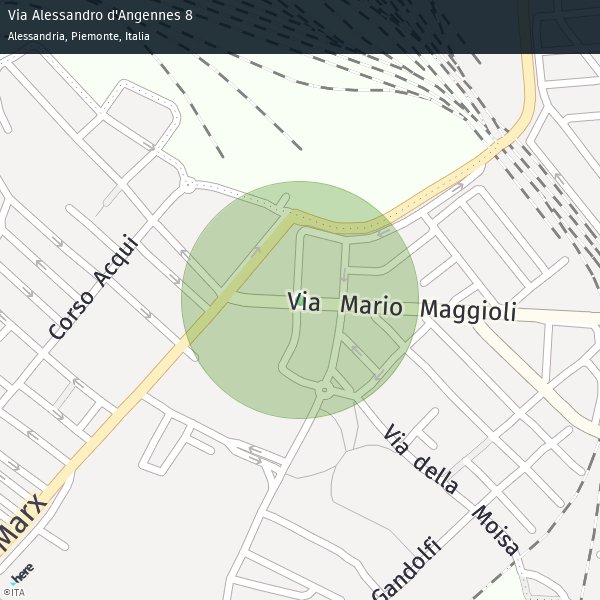 Via Alessandro d'Angennes 8
Alessandria, Piemonte, Italia
Corso Acqui
Via Mario Maggioli
Via della Moisa
Marx
Gandolfi
here
©ITA